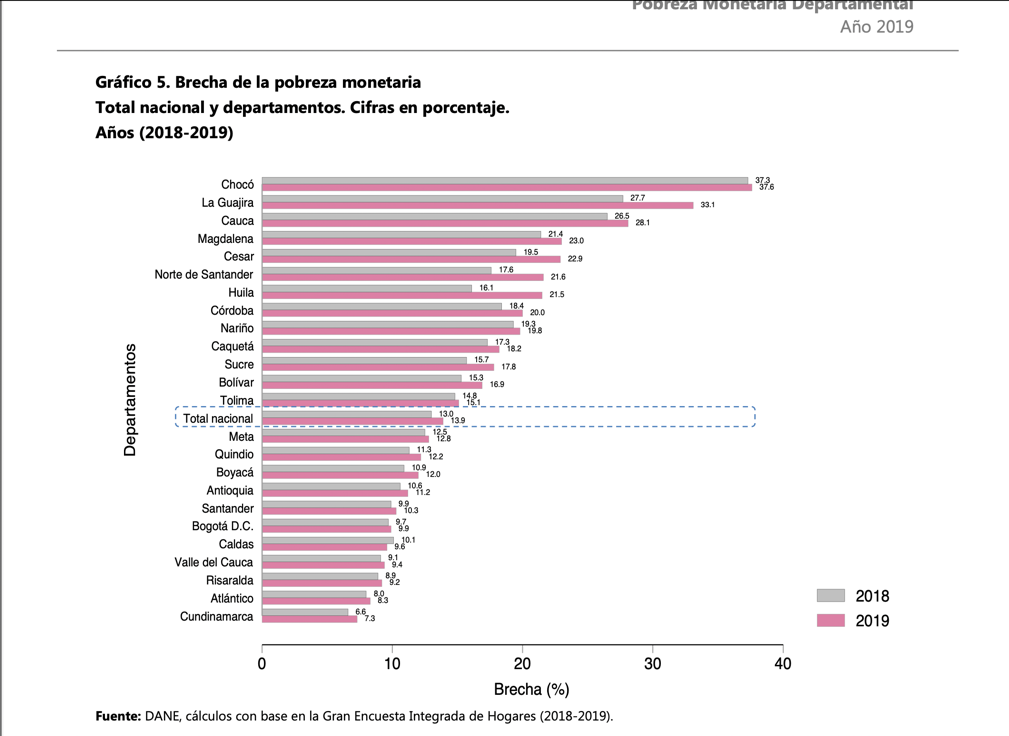 Pobreza Monetaria Departamental
Año 2019
Gráfico 5. Brecha de la pobreza monetaria
Total nacional y departamentos. Cifras en porcentaje.
Años (2018-2019)
Departamentos
Chocó 37.3 37.6
La Guajira 27.7 33.1
Cauca 26.5 28.1
Magdalena 21.4 23.0
Cesar 19.5 22.9
Norte de Santander 17.6 21.6
Huila 16.1 21.5
Córdoba 18.4 20.0
Nariño 19.3 19.8
Caquetá 17.3 18.2
Sucre 15.7 17.8
Bolívar 15.3 16.9
Tolima 14.8 15.1
Total nacional 13.0 13.9
Meta 12.5 12.8
Quindio 11.3 12.2
Boyacá 10.9 12.0
Antioquia 10.6 11.2
Santander 9.9 10.3
Bogotá D.C. 9.7 9.9
Caldas 10.1 9.6
Valle del Cauca 9.1 9.4
Risaralda 8.9 9.2
Atlántico 8.0 8.3
Cundinamarca 6.6 7.3
2018
2019
0 10 20 30 40
Brecha (%)
Fuente: DANE, cálculos con base en la Gran Encuesta Integrada de Hogares (2018-2019).